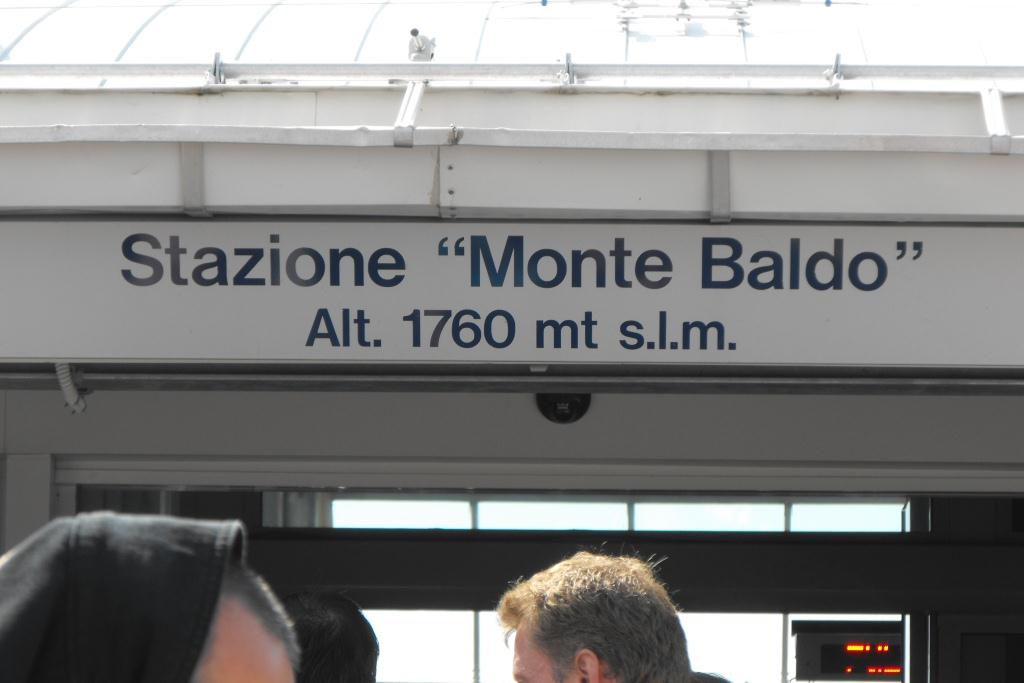 Stazione “Monte Baldo”
Alt. 1760 mt s.l.m.